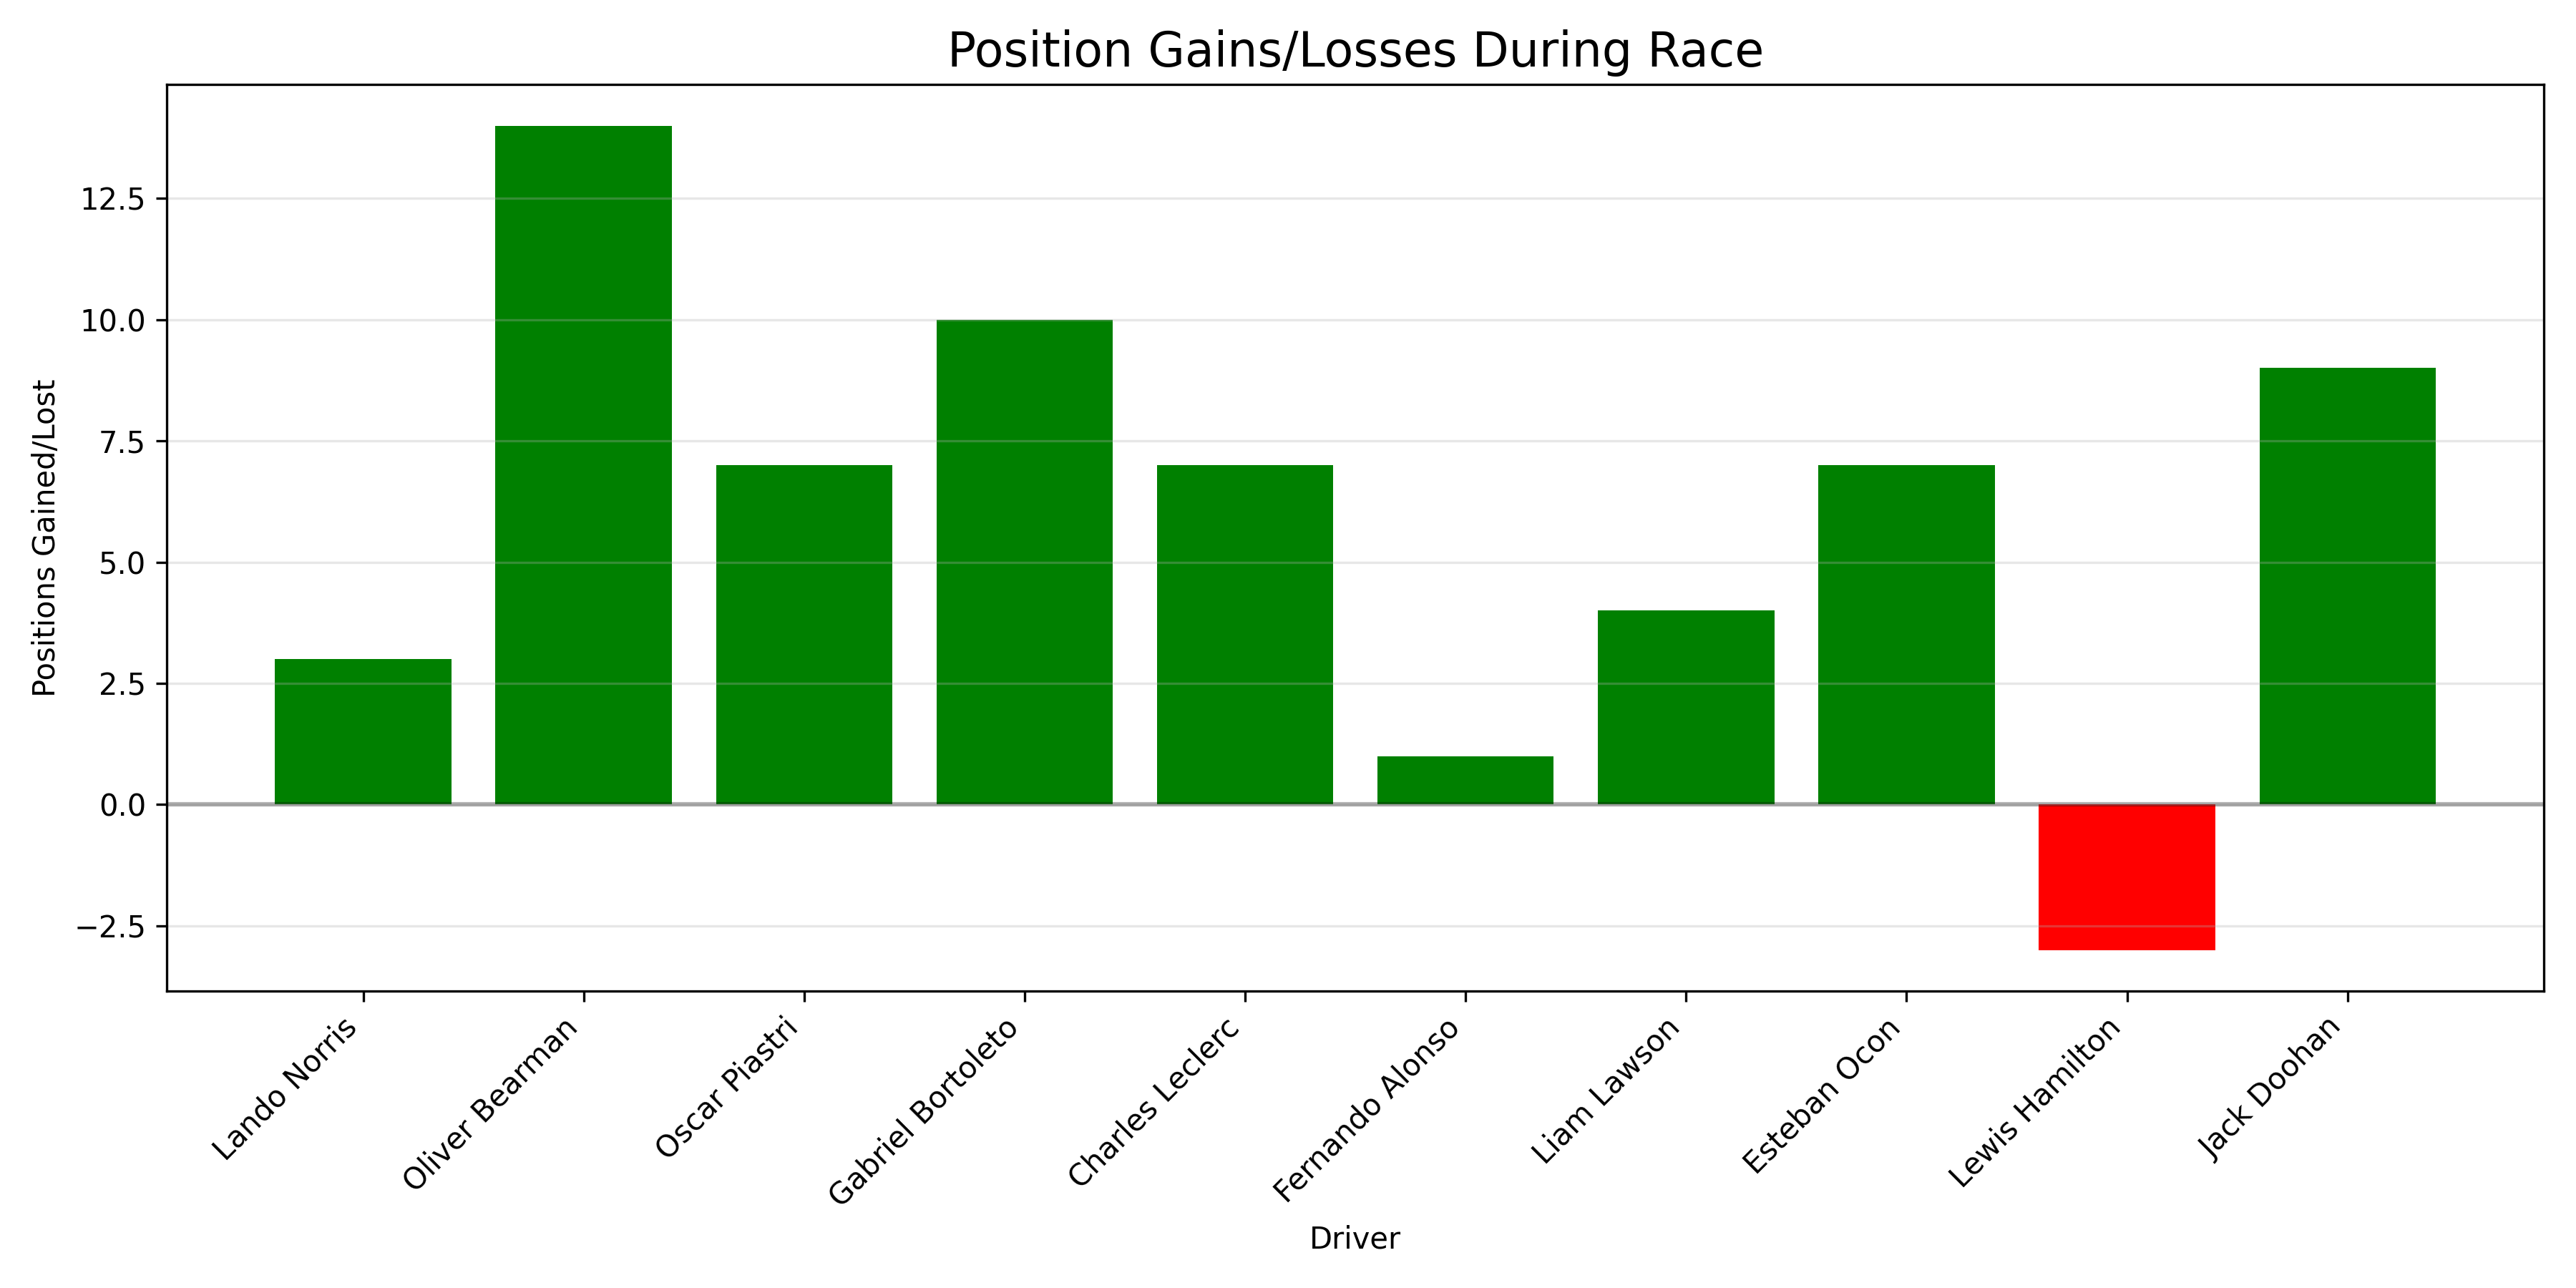 Position Gains/Losses During Race
Positions Gained/Lost
12.5
10.0
7.5
5.0
2.5
0.0
−2.5
Lando Norris
Oliver Bearman
Oscar Piastri
Gabriel Bortoleto
Charles Leclerc
Fernando Alonso
Liam Lawson
Esteban Ocon
Lewis Hamilton
Jack Doohan
Driver